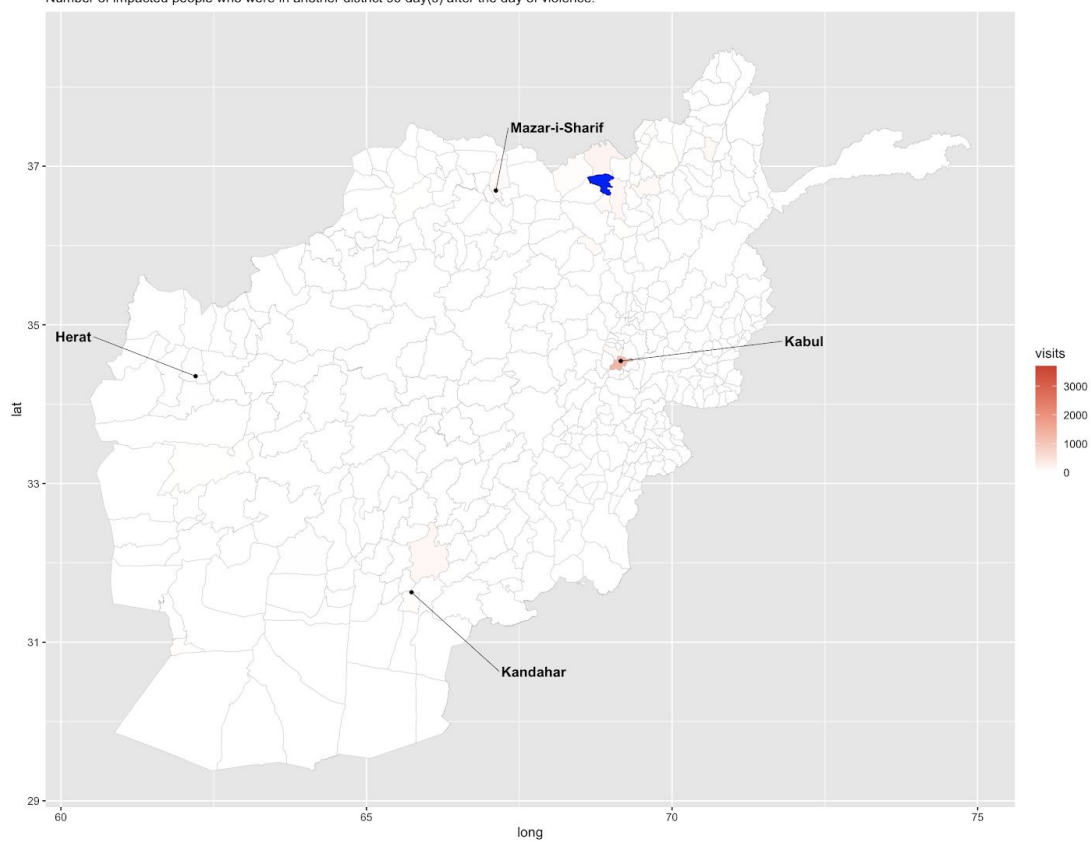 Number of impacted people who were in another district 90 day(s) after the day of violence.
Mazar-i-Sharif
37
35
Herat
Kabul
visits
3000
2000
1000
0
lat
33
31
Kandahar
29
60
65
70
75
long